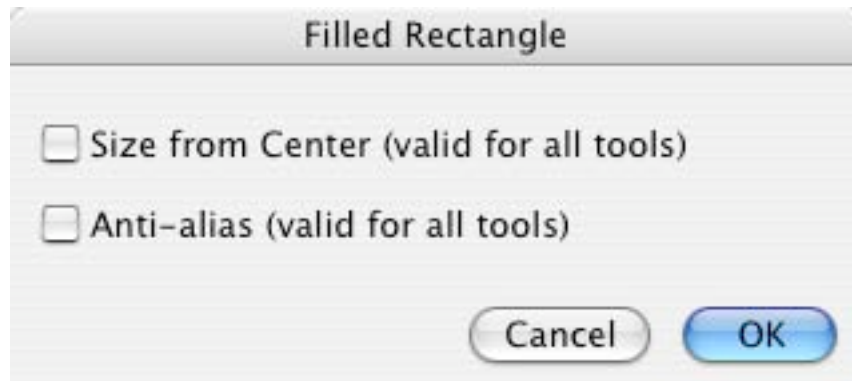 Filled Rectangle
Size from Center (valid for all tools)
Anti-alias (valid for all tools)
Cancel OK